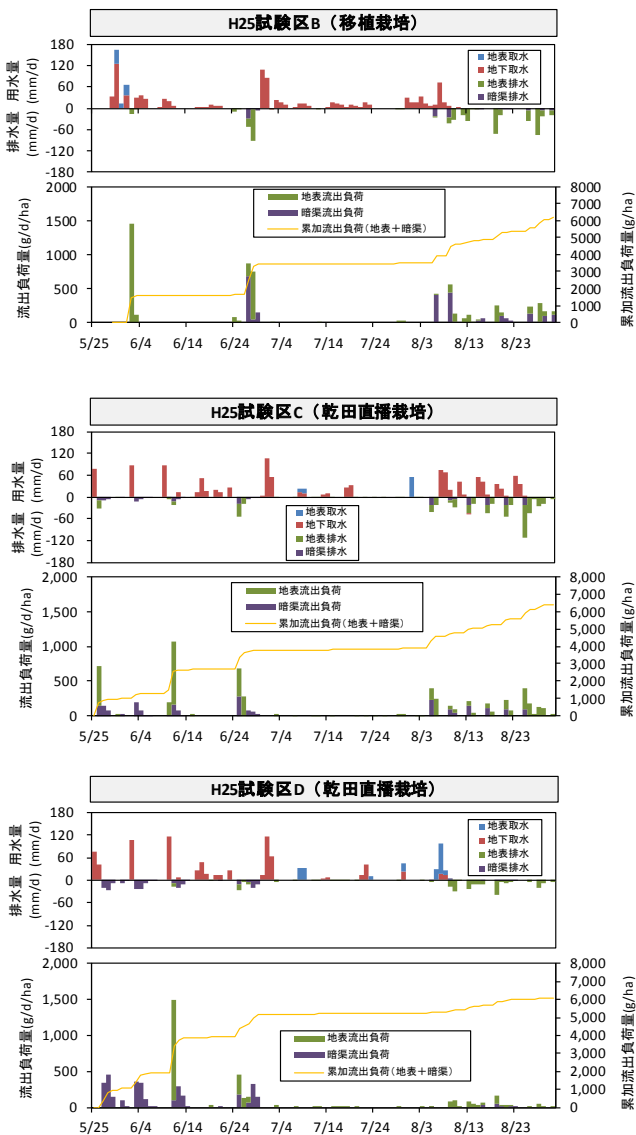 H25試験区B（移植栽培）
排水量 用水量
(mm/d) (mm/d)
180
120
60
0
-60
-120
-180
地表取水
地下取水
地表排水
暗渠排水
流出負荷量(g/d/ha)
2000
1500
1000
500
0
地表流出負荷
暗渠流出負荷
累加流出負荷(地表＋暗渠)
8000
7000
6000
5000
4000
3000
2000
1000
0
累加流出負荷量(g/ha)
5/25 6/4 6/14 6/24 7/4 7/14 7/24 8/3 8/13 8/23
H25試験区C（乾田直播栽培）
排水量 用水量
(mm/d) (mm/d)
180
120
60
0
-60
-120
-180
地表取水
地下取水
地表排水
暗渠排水
流出負荷量(g/d/ha)
2,000
1,500
1,000
500
0
地表流出負荷
暗渠流出負荷
累加流出負荷(地表＋暗渠)
8,000
7,000
6,000
5,000
4,000
3,000
2,000
1,000
0
累加流出負荷量(g/ha)
5/25 6/4 6/14 6/24 7/4 7/14 7/24 8/3 8/13 8/23
H25試験区D（乾田直播栽培）
排水量 用水量
(mm/d) (mm/d)
180
120
60
0
-60
-120
-180
地表取水
地下取水
地表排水
暗渠排水
流出負荷量(g/d/ha)
2,000
1,500
1,000
500
0
地表流出負荷
暗渠流出負荷
累加流出負荷(地表＋暗渠)
8,000
7,000
6,000
5,000
4,000
3,000
2,000
1,000
0
累加流出負荷量(g/ha)
5/25 6/4 6/14 6/24 7/4 7/14 7/24 8/3 8/13 8/23